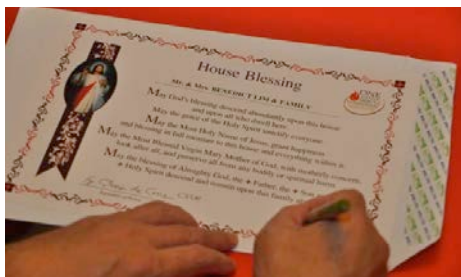 House Blessing
Mr. & Mrs. BENEDICT LIM & FAMILY
May God's blessing descend abundantly upon this house
and upon all who dwell here.
May the grace of the Holy Spirit sanctify everyone.
May the Most Holy Name of Jesus, grant happiness
and blessing in full measure to this house and everything within it.
May the Most Blessed Virgin Mary Mother of God, with motherly concern,
look after all, and preserve all from any bodily or spiritual harm.
May the blessing of Almighty God, the + Father, the + Son
+ Holy Spirit descend and remain upon this family